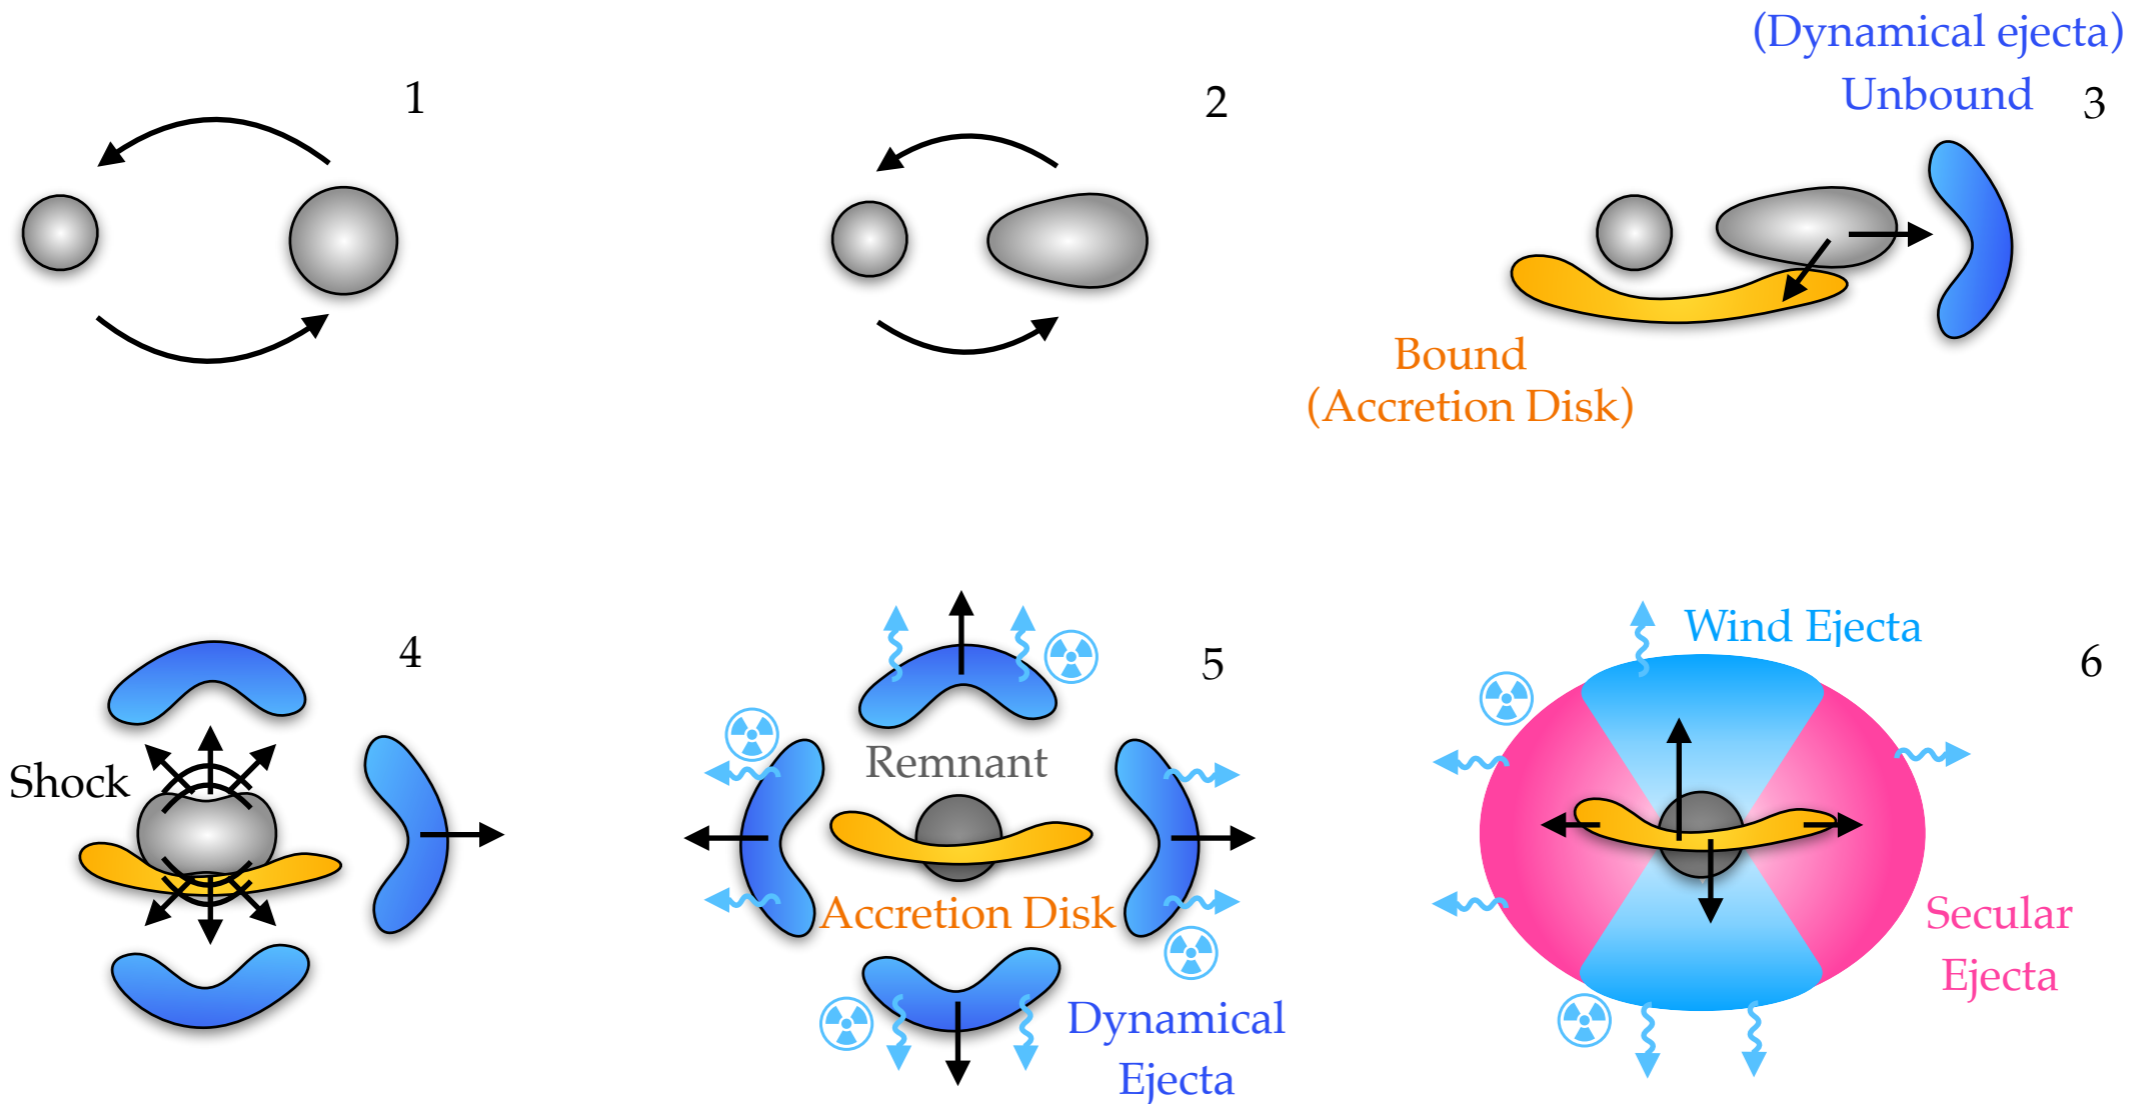 1
2
(Dynamical ejecta)
Unbound
3
Bound
(Accretion Disk)
4
Shock
5
Remnant
Accretion Disk
Dynamical
Ejecta
6
Wind Ejecta
Secular
Ejecta